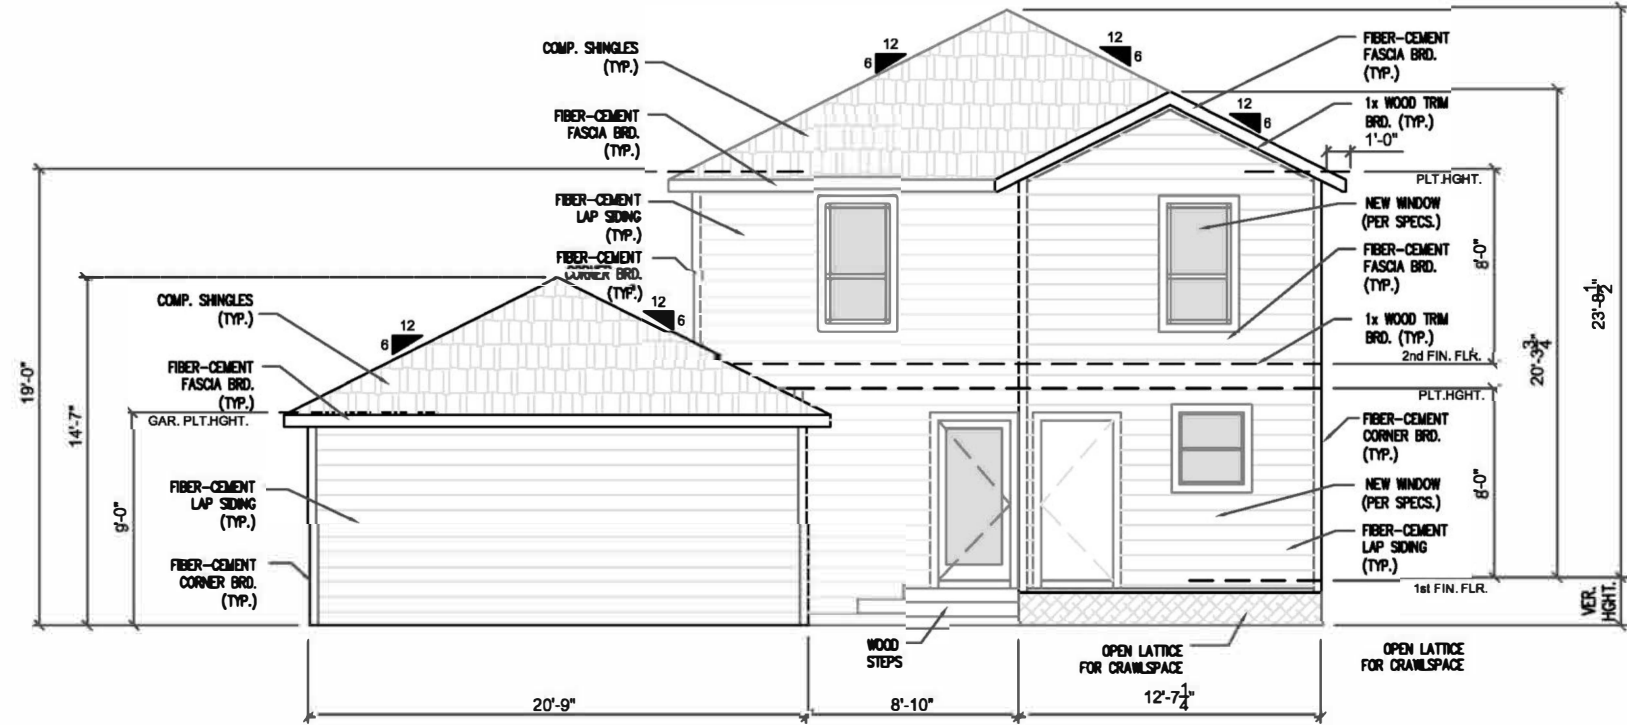 COMP. SHINGLES
(TYP.)
12
6
12
6
FIBER-CEMENT
FASCIA BRD.
(TYP.)
1x WOOD TRIM
BRD. (TYP.)
12
6
1'-0"
FIBER-CEMENT
FASCIA BRD.
(TYP.)
PLT.HGHT.
FIBER-CEMENT
LAP SIDING
(TYP.)
NEW WINDOW
(PER SPECS.)
FIBER-CEMENT
CORNER BRD.
(TYP.)
FIBER-CEMENT
FASCIA BRD.
(TYP.)
8'-0"
23'-8 1/2"
COMP. SHINGLES
(TYP.)
12
6
12
6
1x WOOD TRIM
BRD. (TYP.)
2nd FIN. FLR.
20'-3 3/4"
19'-0"
14'-7"
FIBER-CEMENT
FASCIA BRD.
(TYP.)
GAR. PLT.HGHT.
PLT.HGHT.
FIBER-CEMENT
CORNER BRD.
(TYP.)
9'-0"
FIBER-CEMENT
LAP SIDING
(TYP.)
NEW WINDOW
(PER SPECS.)
8'-0"
FIBER-CEMENT
LAP SIDING
(TYP.)
FIBER-CEMENT
CORNER BRD.
(TYP.)
1st FIN. FLR.
VER.
HGHT.
WOOD
STEPS
OPEN LATTICE
FOR CRAWLSPACE
OPEN LATTICE
FOR CRAWLSPACE
20'-9"
8'-10"
12'-7 1/4"